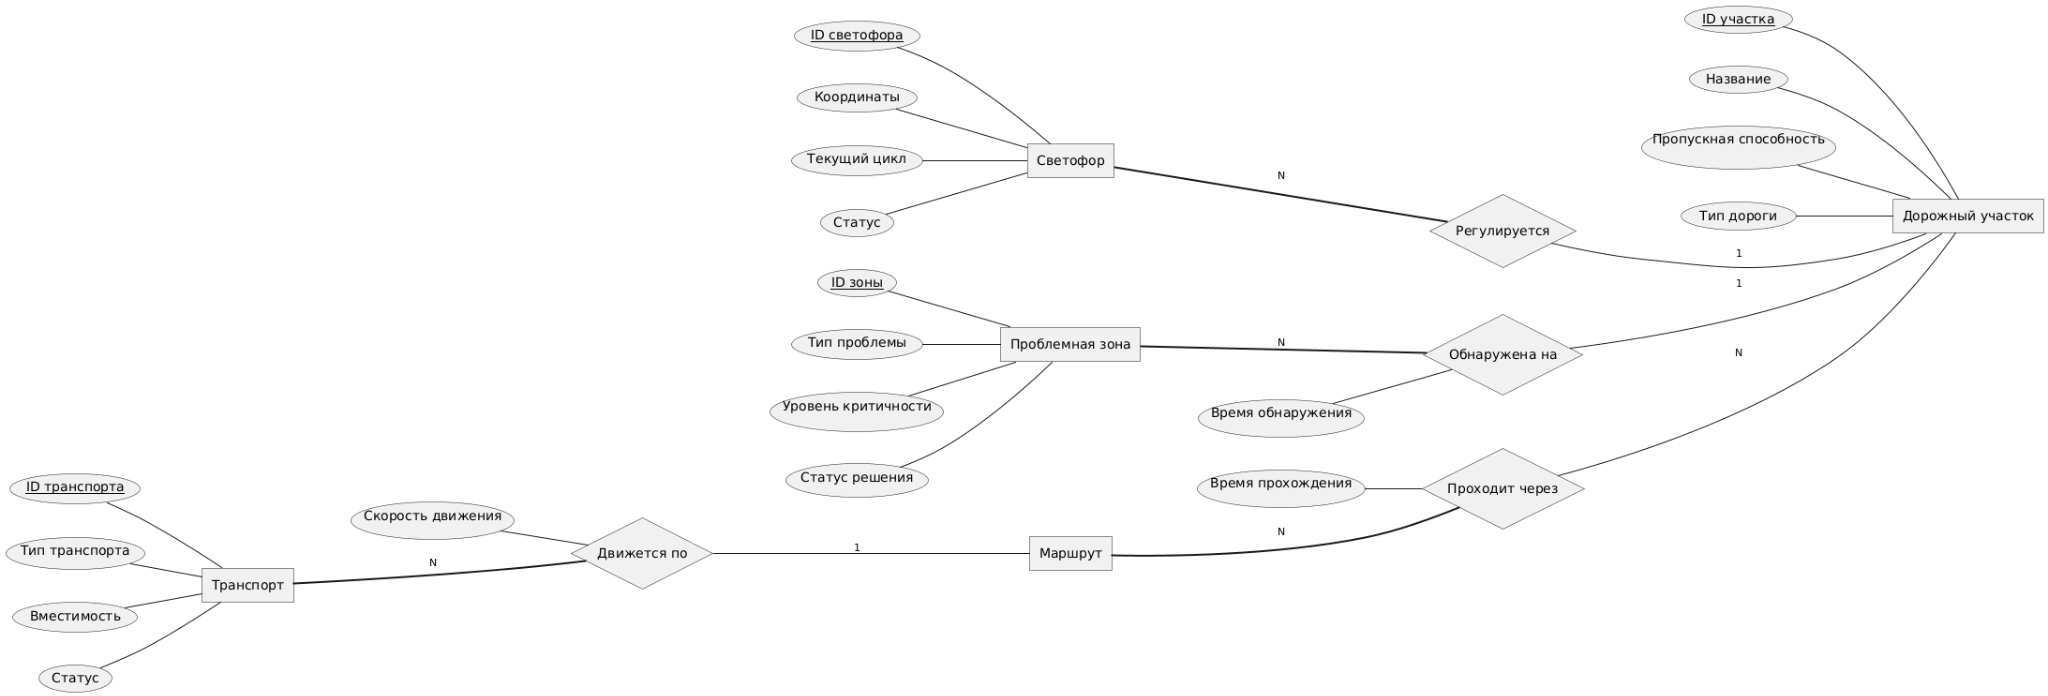 ID светофора
Координаты
Текущий цикл
Статус
Светофор
N
Регулируется
1
ID участка
Название
Пропускная способность
Тип дороги
Дорожный участок
ID зоны
Тип проблемы
Уровень критичности
Статус решения
Проблемная зона
N
Обнаружена на
1
Время обнаружения
ID транспорта
Тип транспорта
Вместимость
Статус
Транспорт
N
Скорость движения
Движется по
1
Маршрут
N
Время прохождения
Проходит через
N